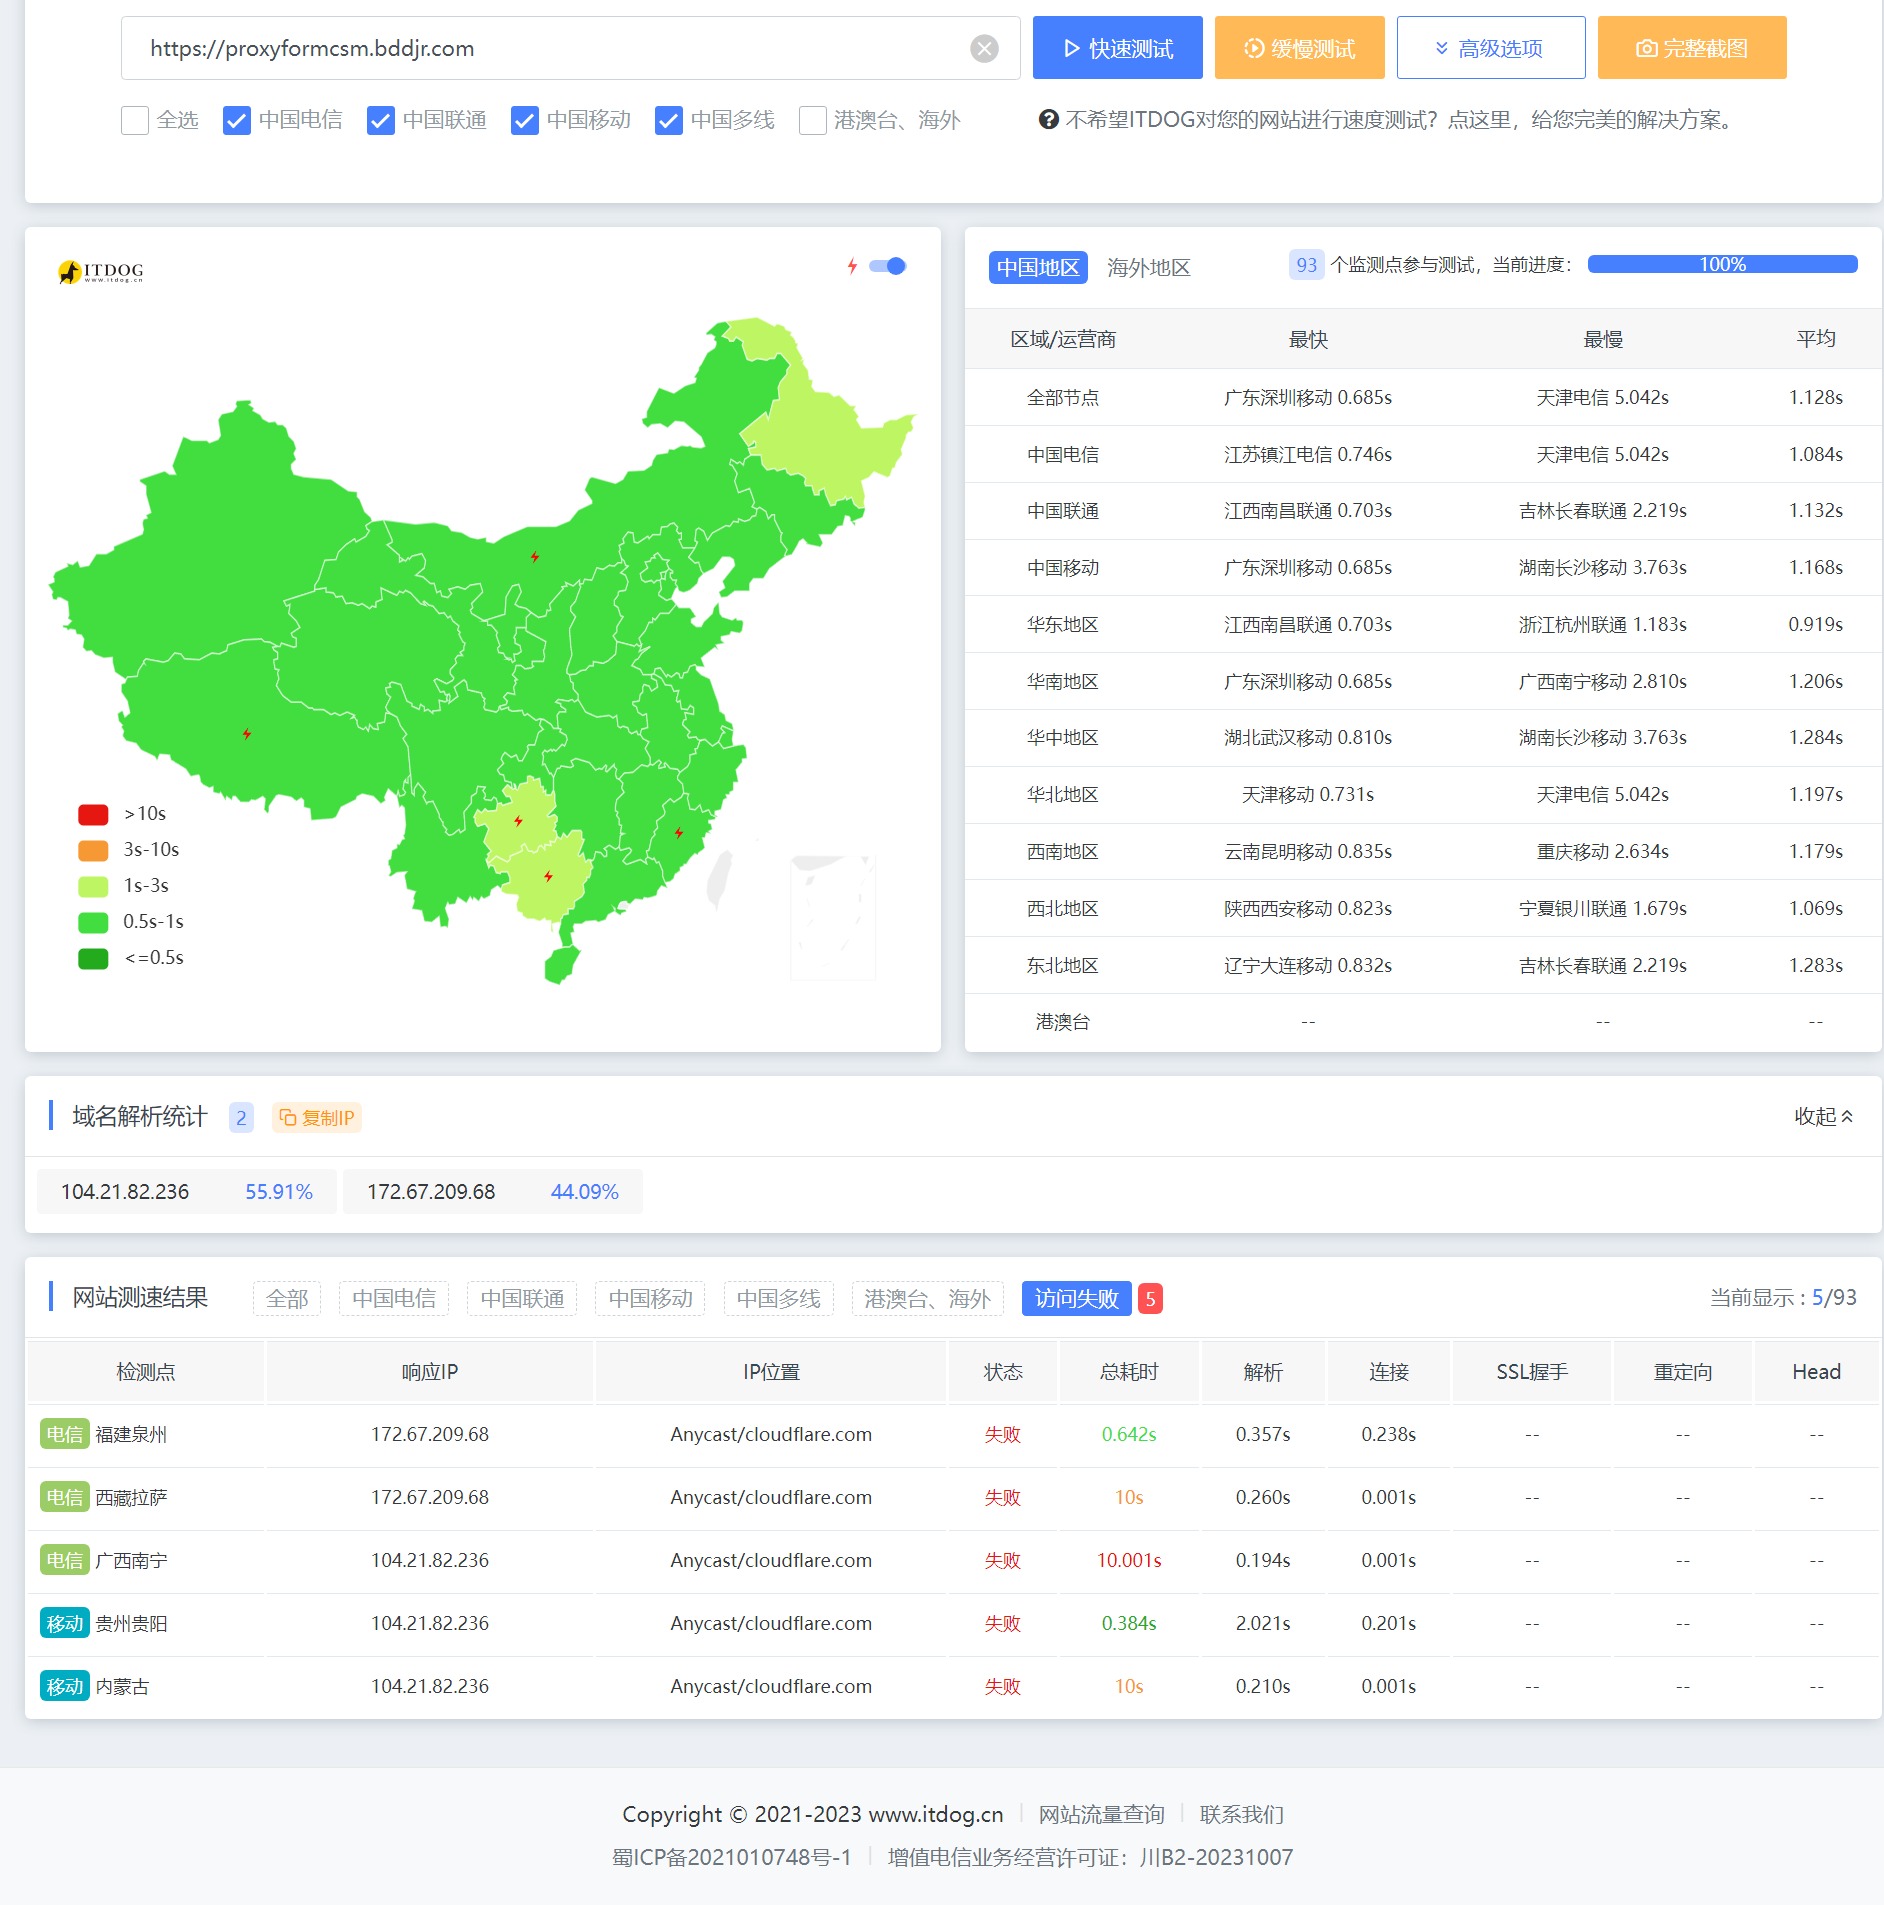 https://proxyformcsm.bddjr.com 快速测试 缓慢测试 高级选项 完整截图
全选 中国电信 中国联通 中国移动 中国多线 港澳台、海外 不希望ITDOG对您的网站进行速度测试？点这里，给您完美的解决方案。
ITDOG
www.itdog.cn
>10s
3s-10s
1s-3s
0.5s-1s
<=0.5s
中国地区 海外地区 93 个监测点参与测试，当前进度： 100%
区域/运营商 最快 最慢 平均
全部节点 广东深圳移动 0.685s 天津电信 5.042s 1.128s
中国电信 江苏镇江电信 0.746s 天津电信 5.042s 1.084s
中国联通 江西南昌联通 0.703s 吉林长春联通 2.219s 1.132s
中国移动 广东深圳移动 0.685s 湖南长沙移动 3.763s 1.168s
华东地区 江西南昌联通 0.703s 浙江杭州联通 1.183s 0.919s
华南地区 广东深圳移动 0.685s 广西南宁移动 2.810s 1.206s
华中地区 湖北武汉移动 0.810s 湖南长沙移动 3.763s 1.284s
华北地区 天津移动 0.731s 天津电信 5.042s 1.197s
西南地区 云南昆明移动 0.835s 重庆移动 2.634s 1.179s
西北地区 陕西西安移动 0.823s 宁夏银川联通 1.679s 1.069s
东北地区 辽宁大连移动 0.832s 吉林长春联通 2.219s 1.283s
港澳台 -- -- --
域名解析统计 2 复制IP 收起
104.21.82.236 55.91% 172.67.209.68 44.09%
网站测速结果 全部 中国电信 中国联通 中国移动 中国多线 港澳台、海外 访问失败 5 当前显示 : 5/93
检测点 响应IP IP位置 状态 总耗时 解析 连接 SSL握手 重定向 Head
电信 福建泉州 172.67.209.68 Anycast/cloudflare.com 失败 0.642s 0.357s 0.238s -- -- --
电信 西藏拉萨 172.67.209.68 Anycast/cloudflare.com 失败 10s 0.260s 0.001s -- -- --
电信 广西南宁 104.21.82.236 Anycast/cloudflare.com 失败 10.001s 0.194s 0.001s -- -- --
移动 贵州贵阳 104.21.82.236 Anycast/cloudflare.com 失败 0.384s 2.021s 0.201s -- -- --
移动 内蒙古 104.21.82.236 Anycast/cloudflare.com 失败 10s 0.210s 0.001s -- -- --
Copyright © 2021-2023 www.itdog.cn 网站流量查询 联系我们
蜀ICP备2021010748号-1 增值电信业务经营许可证：川B2-20231007